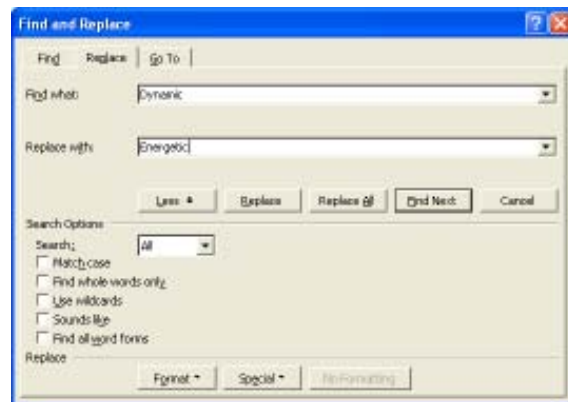 Find and Replace
Find Replace Go To
Find what: Dynamic
Replace with: Energetic
Less Replace Replace All Find Next Cancel
Search Options
Search: All
Match case
Find whole words only
Use wildcards
Sounds like
Find all word forms
Replace
Format Special No Formatting